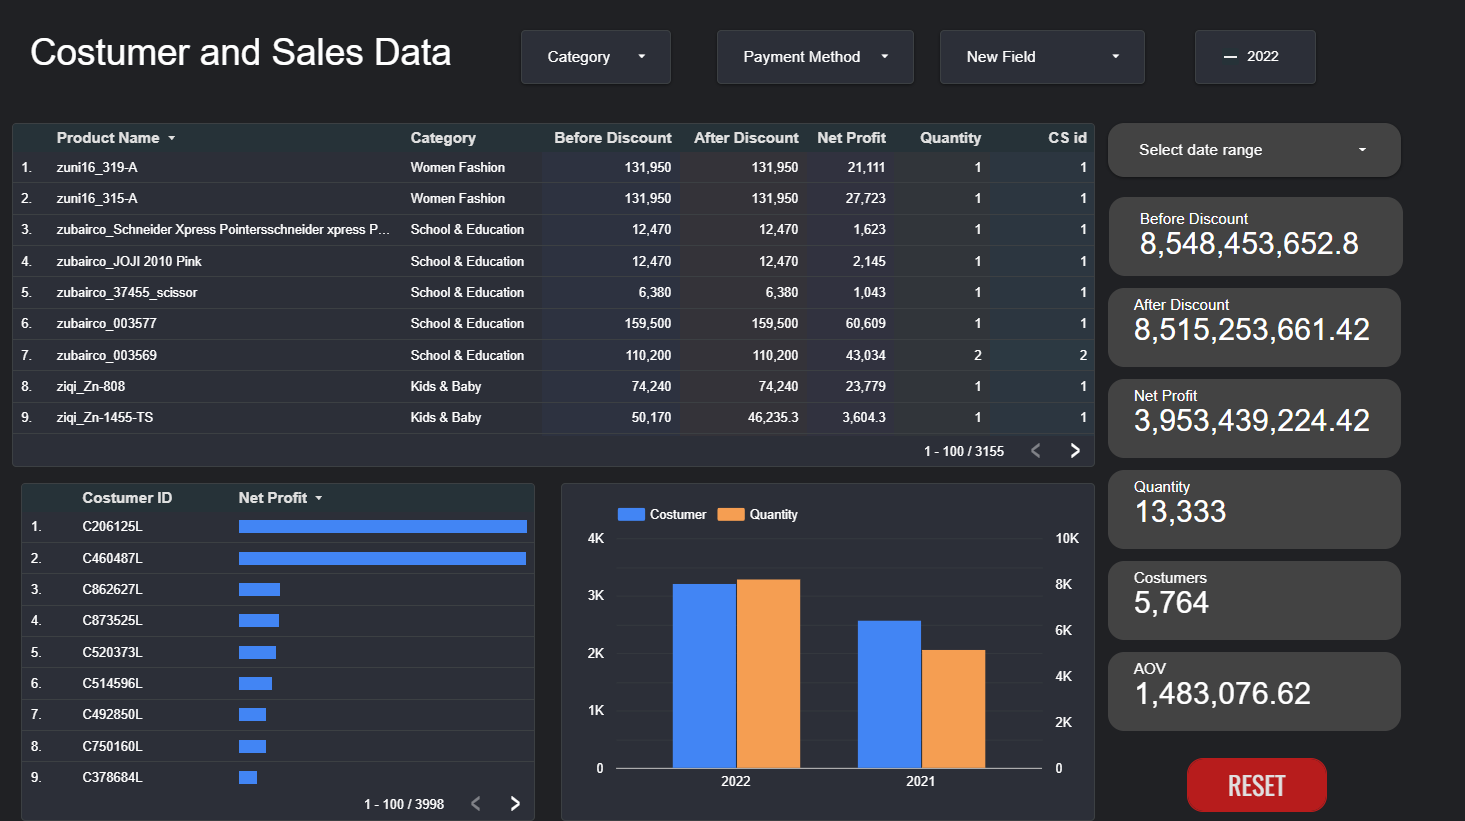 Costumer and Sales Data
Category
Payment Method
New Field
2022
Product Name Category Before Discount After Discount Net Profit Quantity CS id
1. zuni16_319-A Women Fashion 131,950 131,950 21,111 1 1
2. zuni16_315-A Women Fashion 131,950 131,950 27,723 1 1
3. zubairco_Schneider Xpress Pointersschneider xpress P... School & Education 12,470 12,470 1,623 1 1
4. zubairco_JOJI 2010 Pink School & Education 12,470 12,470 2,145 1 1
5. zubairco_37455_scissor School & Education 6,380 6,380 1,043 1 1
6. zubairco_003577 School & Education 159,500 159,500 60,609 1 1
7. zubairco_003569 School & Education 110,200 110,200 43,034 2 2
8. ziqi_Zn-808 Kids & Baby 74,240 74,240 23,779 1 1
9. ziqi_Zn-1455-TS Kids & Baby 50,170 46,235.3 3,604.3 1 1
1 - 100 / 3155
Select date range
Before Discount
8,548,453,652.8
After Discount
8,515,253,661.42
Net Profit
3,953,439,224.42
Quantity
13,333
Costumers
5,764
AOV
1,483,076.62
RESET
Costumer ID Net Profit
1. C206125L
2. C460487L
3. C862627L
4. C873525L
5. C520373L
6. C514596L
7. C492850L
8. C750160L
9. C378684L
1 - 100 / 3998
Costumer Quantity
4K
3K
2K
1K
0
10K
8K
6K
4K
2K
0
2022 2021